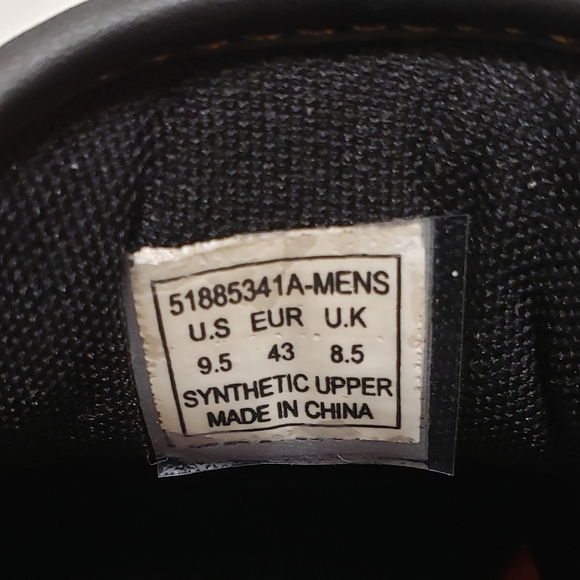 51885341A-MENS
U.S EUR U.K
9.5 43 8.5
SYNTHETIC UPPER
MADE IN CHINA